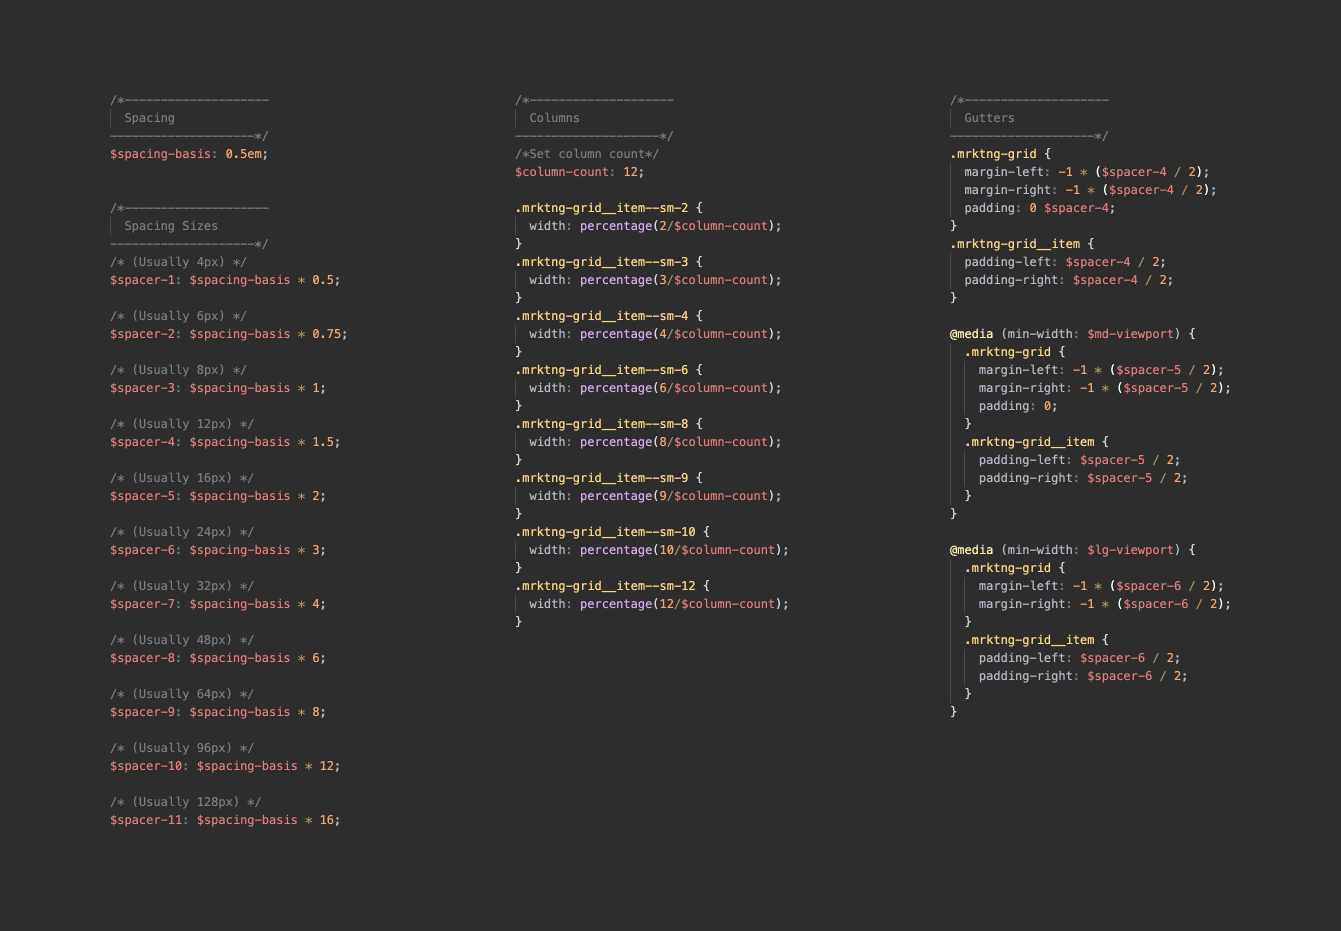 /*--------------------
Spacing
--------------------*/
$spacing-basis: 0.5em;
/*--------------------
Spacing Sizes
--------------------*/
/* (Usually 4px) */
$spacer-1: $spacing-basis * 0.5;
/* (Usually 6px) */
$spacer-2: $spacing-basis * 0.75;
/* (Usually 8px) */
$spacer-3: $spacing-basis * 1;
/* (Usually 12px) */
$spacer-4: $spacing-basis * 1.5;
/* (Usually 16px) */
$spacer-5: $spacing-basis * 2;
/* (Usually 24px) */
$spacer-6: $spacing-basis * 3;
/* (Usually 32px) */
$spacer-7: $spacing-basis * 4;
/* (Usually 48px) */
$spacer-8: $spacing-basis * 6;
/* (Usually 64px) */
$spacer-9: $spacing-basis * 8;
/* (Usually 96px) */
$spacer-10: $spacing-basis * 12;
/* (Usually 128px) */
$spacer-11: $spacing-basis * 16;
/*--------------------
Columns
--------------------*/
/*Set column count*/
$column-count: 12;
.mrktng-grid__item--sm-2 {
width: percentage(2/$column-count);
}
.mrktng-grid__item--sm-3 {
width: percentage(3/$column-count);
}
.mrktng-grid__item--sm-4 {
width: percentage(4/$column-count);
}
.mrktng-grid__item--sm-6 {
width: percentage(6/$column-count);
}
.mrktng-grid__item--sm-8 {
width: percentage(8/$column-count);
}
.mrktng-grid__item--sm-9 {
width: percentage(9/$column-count);
}
.mrktng-grid__item--sm-10 {
width: percentage(10/$column-count);
}
.mrktng-grid__item--sm-12 {
width: percentage(12/$column-count);
}
/*--------------------
Gutters
--------------------*/
.mrktng-grid {
margin-left: -1 * ($spacer-4 / 2);
margin-right: -1 * ($spacer-4 / 2);
padding: 0 $spacer-4;
}
.mrktng-grid__item {
padding-left: $spacer-4 / 2;
padding-right: $spacer-4 / 2;
}
@media (min-width: $md-viewport) {
.mrktng-grid {
margin-left: -1 * ($spacer-5 / 2);
margin-right: -1 * ($spacer-5 / 2);
padding: 0;
}
.mrktng-grid__item {
padding-left: $spacer-5 / 2;
padding-right: $spacer-5 / 2;
}
}
@media (min-width: $lg-viewport) {
.mrktng-grid {
margin-left: -1 * ($spacer-6 / 2);
margin-right: -1 * ($spacer-6 / 2);
}
.mrktng-grid__item {
padding-left: $spacer-6 / 2;
padding-right: $spacer-6 / 2;
}
}